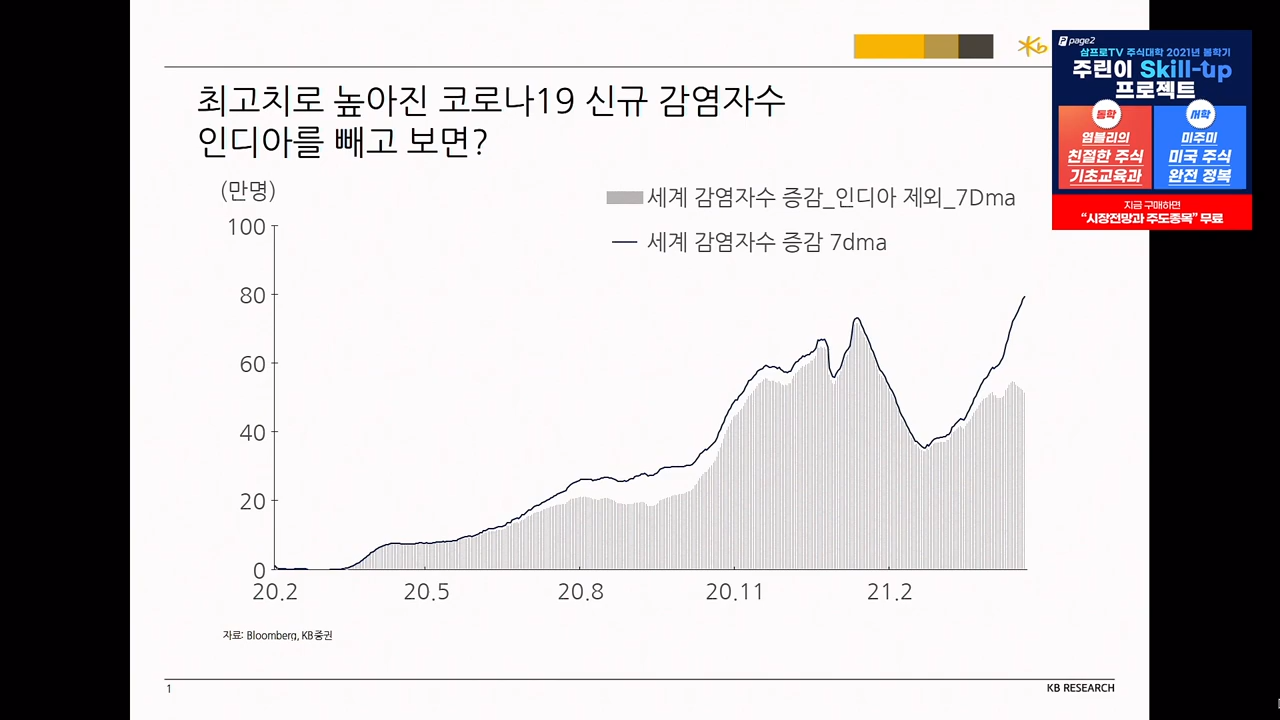 Kb
page2
삼프로TV 주식대학 2021년 봄학기
주린이 Skill-up
프로젝트
동학
염블리의
친절한 주식
기초교육과
서학
미주미
미국 주식
완전 정복
지금 구매하면
“시장전망과 주도종목” 무료
최고치로 높아진 코로나19 신규 감염자수
인디아를 빼고 보면?
(만명)
세계 감염자수 증감_인디아 제외_7Dma
세계 감염자수 증감 7dma
100
80
60
40
20
0
20.2 20.5 20.8 20.11 21.2
자료: Bloomberg, KB증권
1 KB RESEARCH